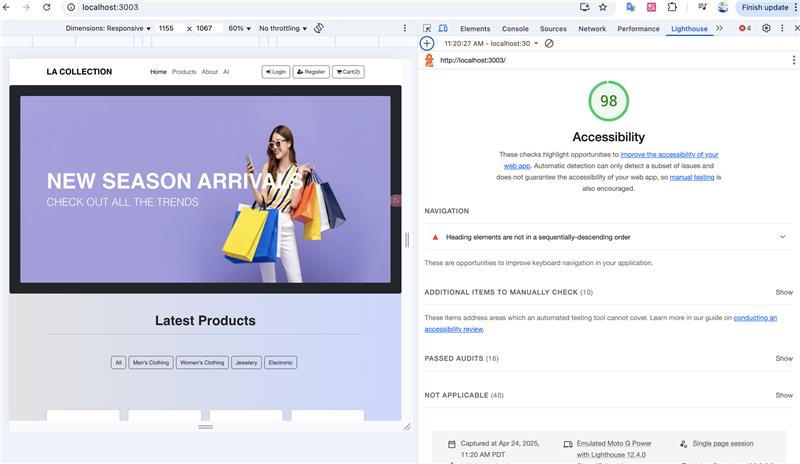 localhost:3003
Finish update
Dimensions: Responsive 1155 × 1067 60% No throttling
Elements Console Sources Network Performance Lighthouse 4
11:20:27 AM - localhost:30
http://localhost:3003/
LA COLLECTION Home Products About AI Login Register Cart(2)
NEW SEASON ARRIVALS
CHECK OUT ALL THE TRENDS
Latest Products
All Men's Clothing Women's Clothing Jewelery Electronic
98
Accessibility
These checks highlight opportunities to improve the accessibility of your
web app. Automatic detection can only detect a subset of issues and
does not guarantee the accessibility of your web app, so manual testing is
also encouraged.
NAVIGATION
Heading elements are not in a sequentially-descending order
These are opportunities to improve keyboard navigation in your application.
ADDITIONAL ITEMS TO MANUALLY CHECK (10) Show
These items address areas which an automated testing tool cannot cover. Learn more in our guide on conducting an
accessibility review.
PASSED AUDITS (16) Show
NOT APPLICABLE (40) Show
Captured at Apr 24, 2025,
11:20 AM PDT
Emulated Moto G Power
with Lighthouse 12.4.0
Single page session